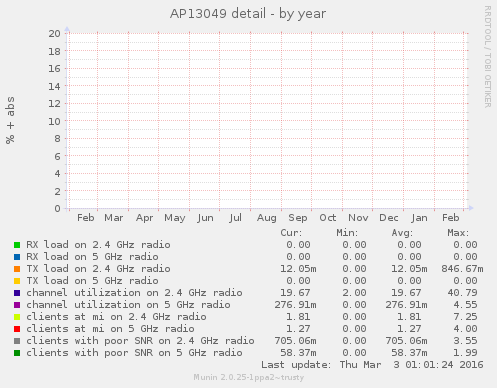 AP13049 detail - by year
RRDTOOL / TOBI OETIKER
% + abs
20
18
16
14
12
10
8
6
4
2
0
Feb Mar Apr May Jun Jul Aug Sep Oct Nov Dec Jan Feb
Cur: Min: Avg: Max:
RX load on 2.4 GHz radio 0.00 0.00 0.00 0.00
RX load on 5 GHz radio 0.00 0.00 0.00 0.00
TX load on 2.4 GHz radio 12.05m 0.00 12.05m 846.67m
TX load on 5 GHz radio 0.00 0.00 0.00 0.00
channel utilization on 2.4 GHz radio 19.67 2.00 19.67 40.79
channel utilization on 5 GHz radio 276.91m 0.00 276.91m 4.55
clients at mi on 2.4 GHz radio 1.81 0.00 1.81 7.25
clients at mi on 5 GHz radio 1.27 0.00 1.27 4.00
clients with poor SNR on 2.4 GHz radio 705.06m 0.00 705.06m 3.55
clients with poor SNR on 5 GHz radio 58.37m 0.00 58.37m 1.99
Last update: Thu Mar 3 01:01:24 2016
Munin 2.0.25-1ppa2~trusty